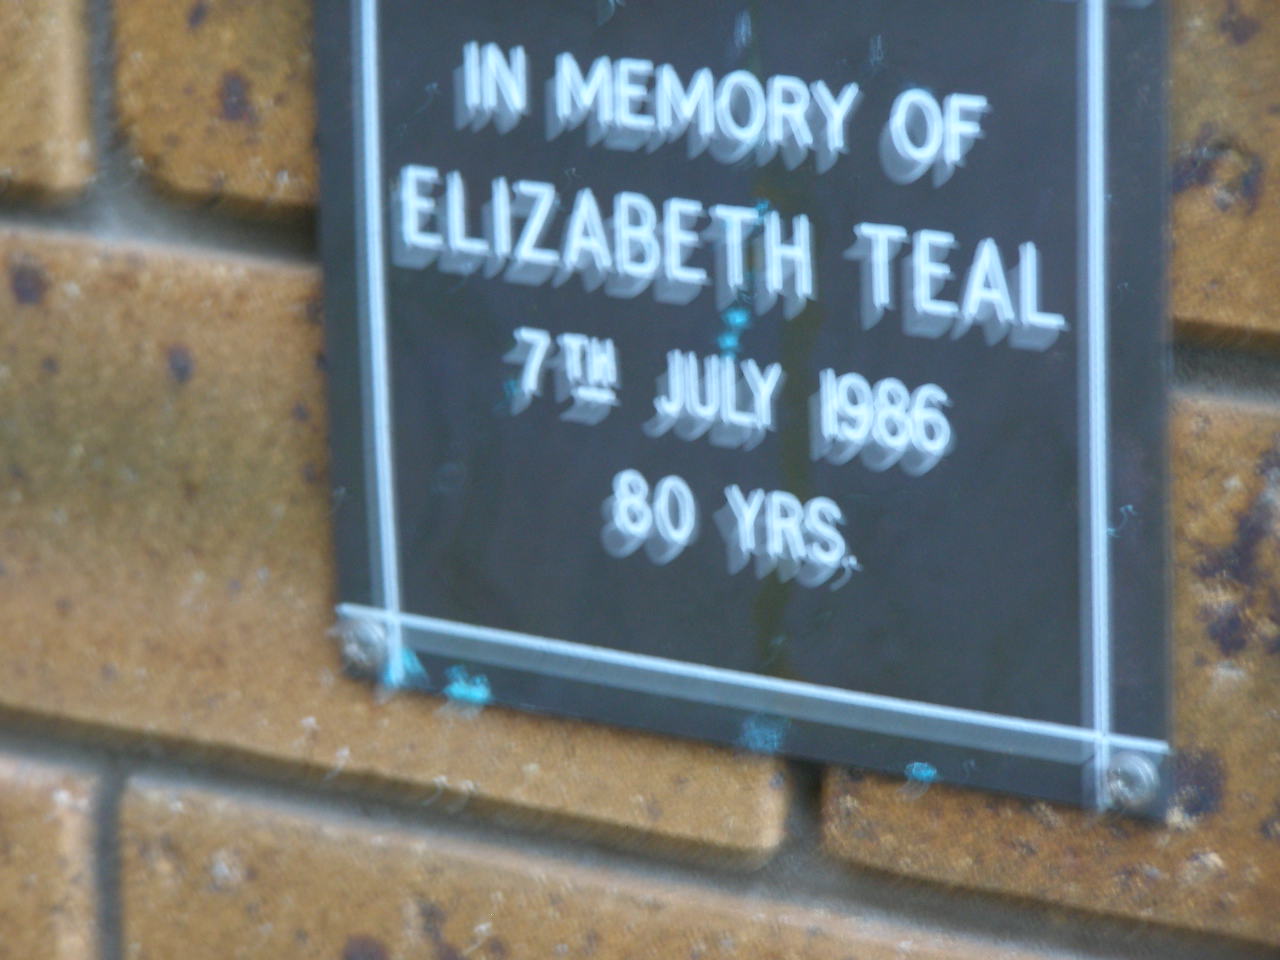 IN MEMORY OF
ELIZABETH TEAL
7TH JULY 1986
80 YRS.